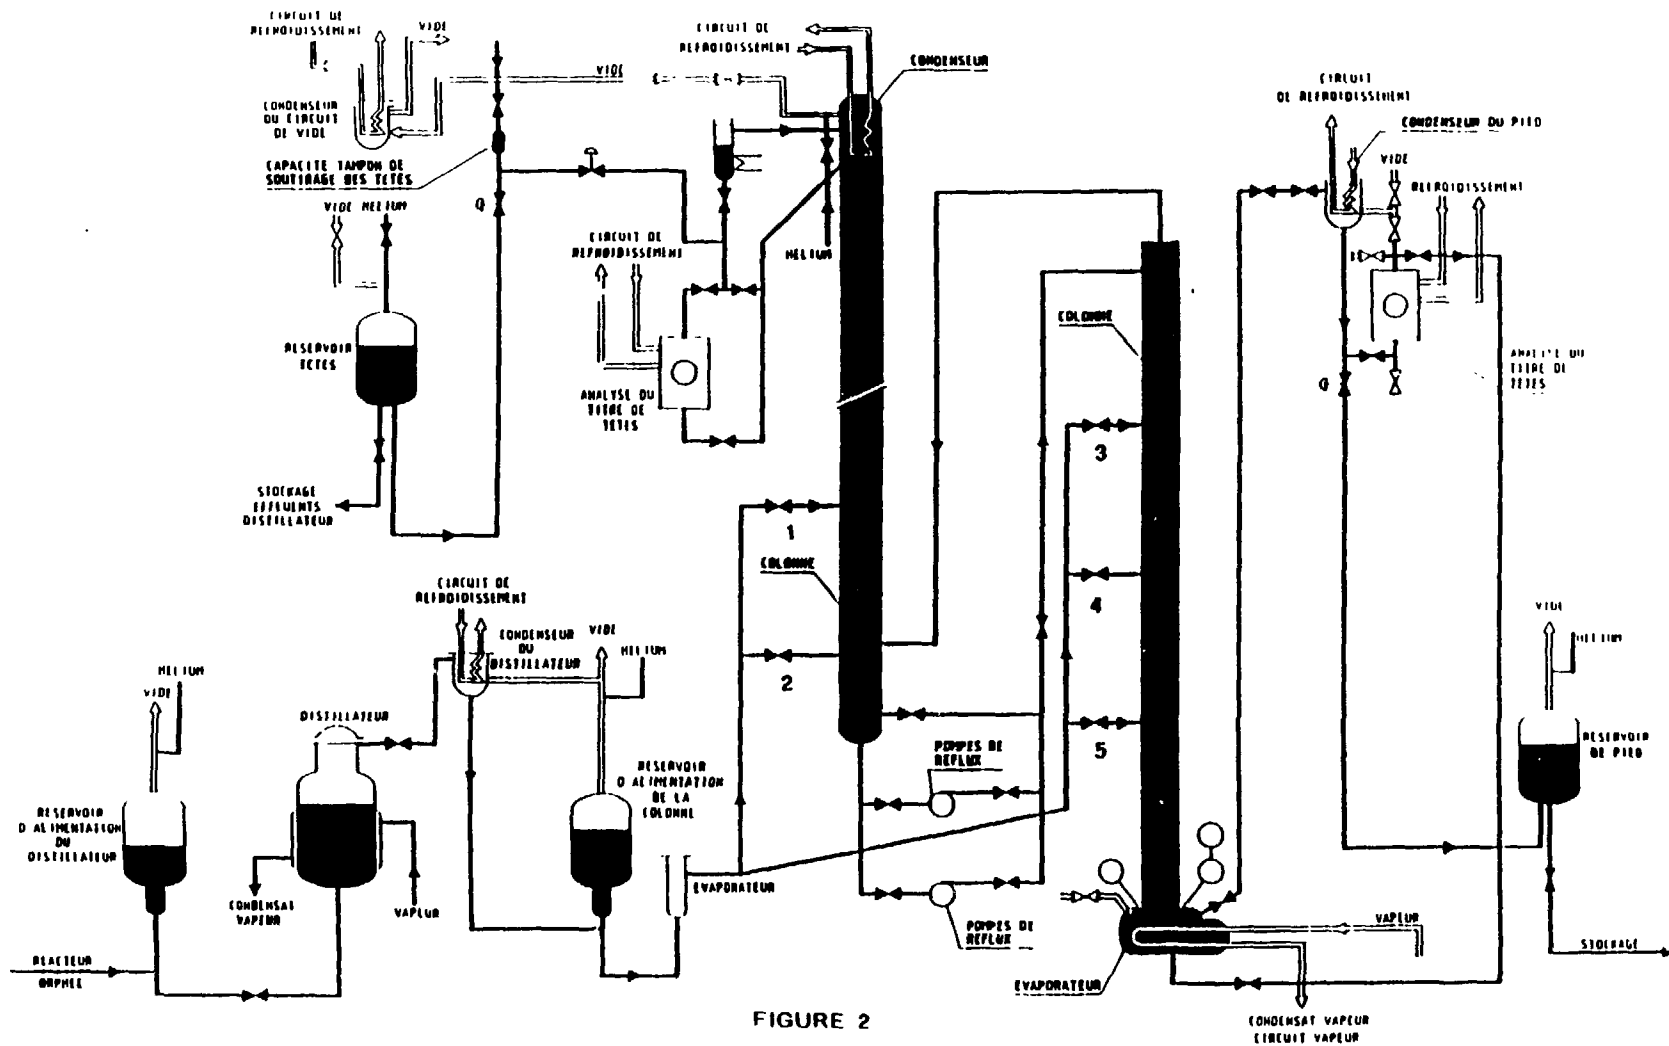 CIRCUIT DE
REFROIDISSEMENT
VIDE
CONDENSEUR
DU CIRCUIT
DE VIDE
CAPACITE TAMPON DE
SOUTIRAGE DES TETES
VIDE HELIUM
RESERVOIR
TETES
STOCKAGE
EFFLUENTS
DISTILLATEUR
VIDE
CIRCUIT DE
REFROIDISSEMENT
CONDENSEUR
CIRCUIT DE
REFROIDISSEMENT
HELIUM
ANALYSE DU
TITRE DE
TETES
COLONNE
1
2
COLONNE
3
4
5
CIRCUIT
DE REFROIDISSEMENT
CONDENSEUR DU PIED
VIDE
REFROIDISSEMENT
ANALYSE DU
TITRE DE
TETES
VIDE
HELIUM
RESERVOIR
DE PIED
STOCKAGE
CIRCUIT DE
REFROIDISSEMENT
CONDENSEUR
DU
DISTILLATEUR
VIDE
HELIUM
HELIUM
VIDE
DISTILLATEUR
RESERVOIR
D ALIMENTATION
DU
DISTILLATEUR
CONDENSAT
VAPEUR
VAPEUR
RESERVOIR
D ALIMENTATION
DE LA
COLONNE
EVAPORATEUR
POMPES DE
REFLUX
POMPES DE
REFLUX
REACTEUR
ORPHEE
VAPEUR
EVAPORATEUR
CONDENSAT VAPEUR
CIRCUIT VAPEUR
FIGURE 2